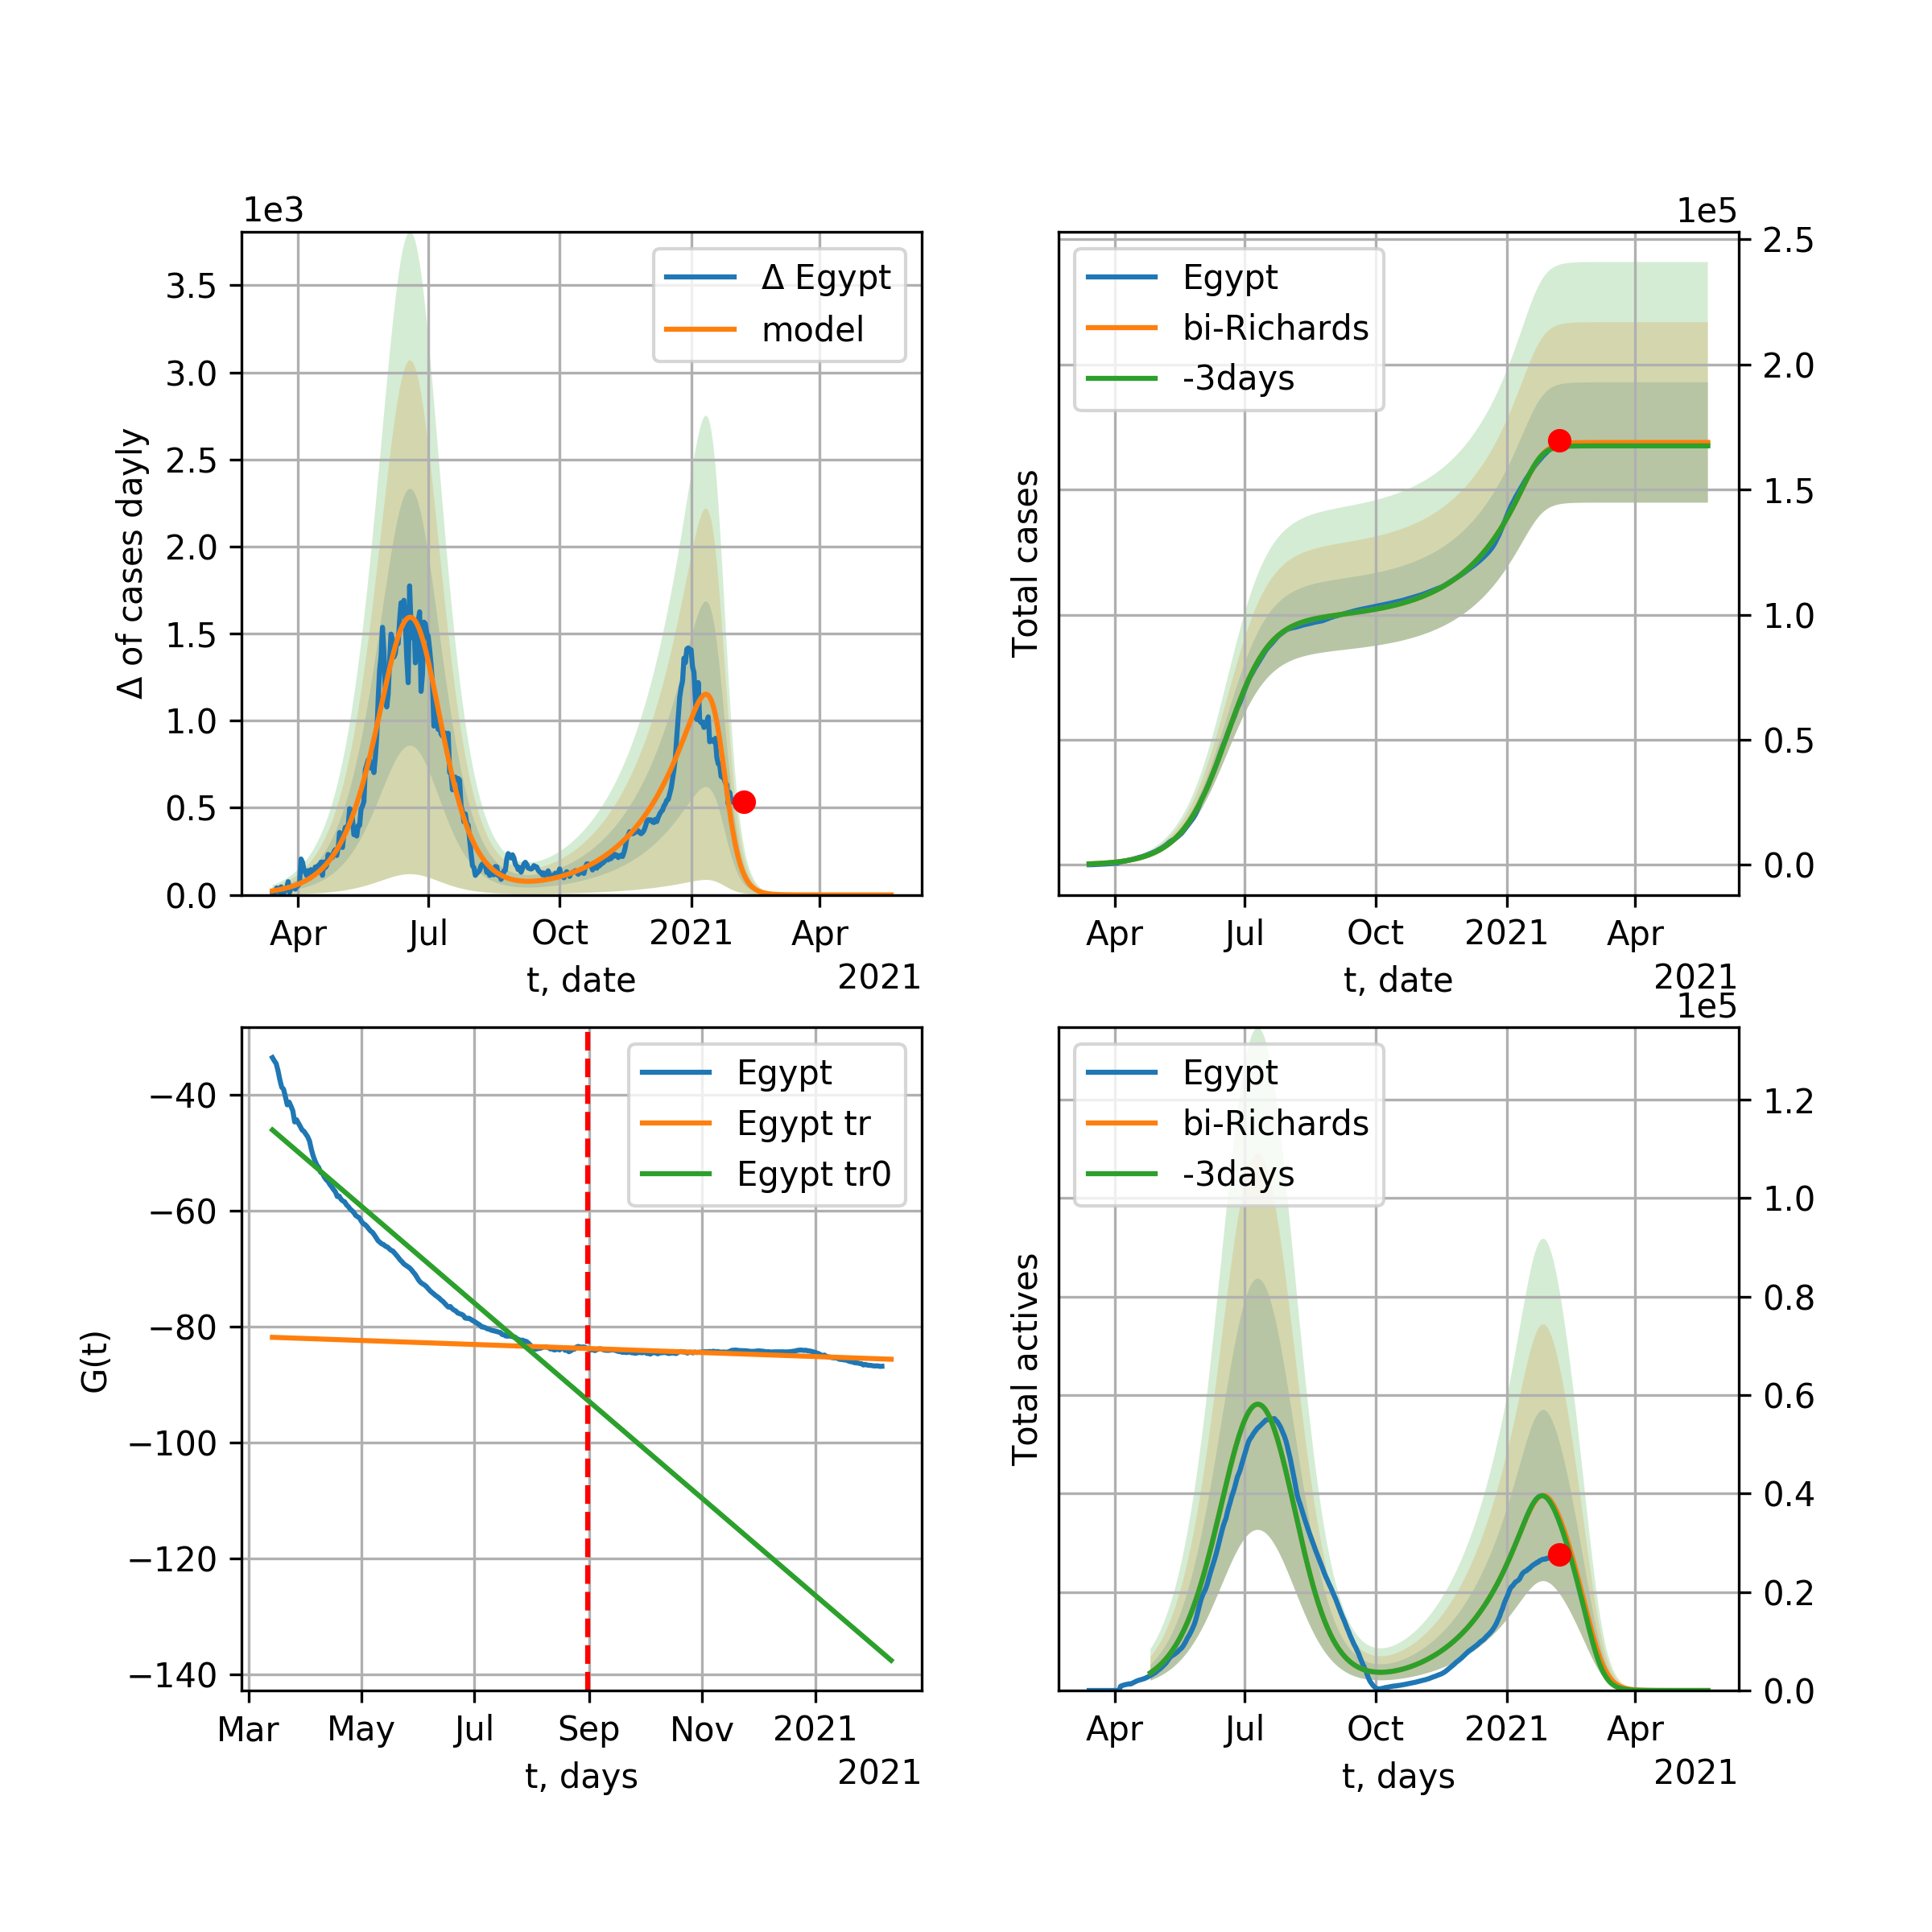 1e3
Δ of cases dayly
3.5
3.0
2.5
2.0
1.5
1.0
0.5
0.0
Δ Egypt
model
Apr
Jul
Oct
2021
Apr
t, date
2021
1e5
Total cases
Egypt
bi-Richards
-3days
2.5
2.0
1.5
1.0
0.5
0.0
Apr
Jul
Oct
2021
Apr
t, date
2021
G(t)
−40
−60
−80
−100
−120
−140
Egypt
Egypt tr
Egypt tr0
Mar
May
Jul
Sep
Nov
2021
t, days
2021
1e5
Total actives
Egypt
bi-Richards
-3days
1.2
1.0
0.8
0.6
0.4
0.2
0.0
Apr
Jul
Oct
2021
Apr
t, days
2021